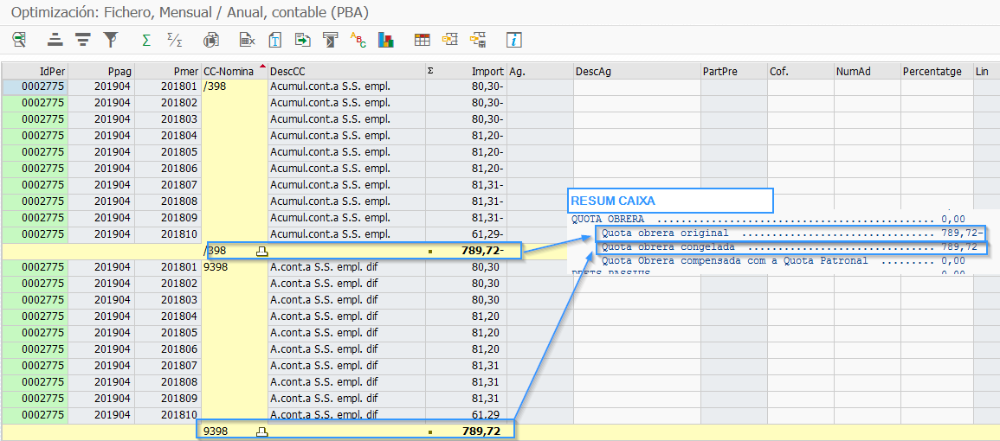 Optimización: Fichero, Mensual / Anual, contable (PBA)
IdPer Ppag Pmer CC-Nomina DescCC Σ Import Ag. DescAg PartPre Cof. NumAd Percentatge Lin
0002775 201904 201801 /398 Acumul.cont.a S.S. empl. 80,30-
0002775 201904 201802 Acumul.cont.a S.S. empl. 80,30-
0002775 201904 201803 Acumul.cont.a S.S. empl. 80,30-
0002775 201904 201804 Acumul.cont.a S.S. empl. 81,20-
0002775 201904 201805 Acumul.cont.a S.S. empl. 81,20-
0002775 201904 201806 Acumul.cont.a S.S. empl. 81,20-
0002775 201904 201807 Acumul.cont.a S.S. empl. 81,31-
0002775 201904 201808 Acumul.cont.a S.S. empl. 81,31-
0002775 201904 201809 Acumul.cont.a S.S. empl. 81,31-
0002775 201904 201810 Acumul.cont.a S.S. empl. 61,29-
/398 789,72-
0002775 201904 201801 9398 A.cont.a S.S. empl. dif 80,30
0002775 201904 201802 A.cont.a S.S. empl. dif 80,30
0002775 201904 201803 A.cont.a S.S. empl. dif 80,30
0002775 201904 201804 A.cont.a S.S. empl. dif 81,20
0002775 201904 201805 A.cont.a S.S. empl. dif 81,20
0002775 201904 201806 A.cont.a S.S. empl. dif 81,20
0002775 201904 201807 A.cont.a S.S. empl. dif 81,31
0002775 201904 201808 A.cont.a S.S. empl. dif 81,31
0002775 201904 201809 A.cont.a S.S. empl. dif 81,31
0002775 201904 201810 A.cont.a S.S. empl. dif 61,29
9398 789,72
RESUM CAIXA
QUOTA OBRERA ............................................. 0,00
Quota obrera original ................................ 789,72-
Quota obrera congelada ............................... 789,72
Quota Obrera compensada com a Quota Patronal ......... 0,00